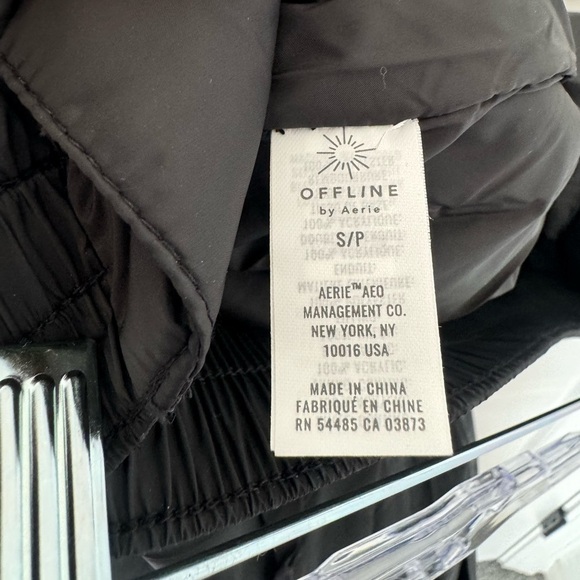 OFFLINE
by Aerie
S/P
AERIE™ AEO
MANAGEMENT CO.
NEW YORK, NY
10016 USA
MADE IN CHINA
FABRIQUÉ EN CHINE
RN 54485 CA 03873